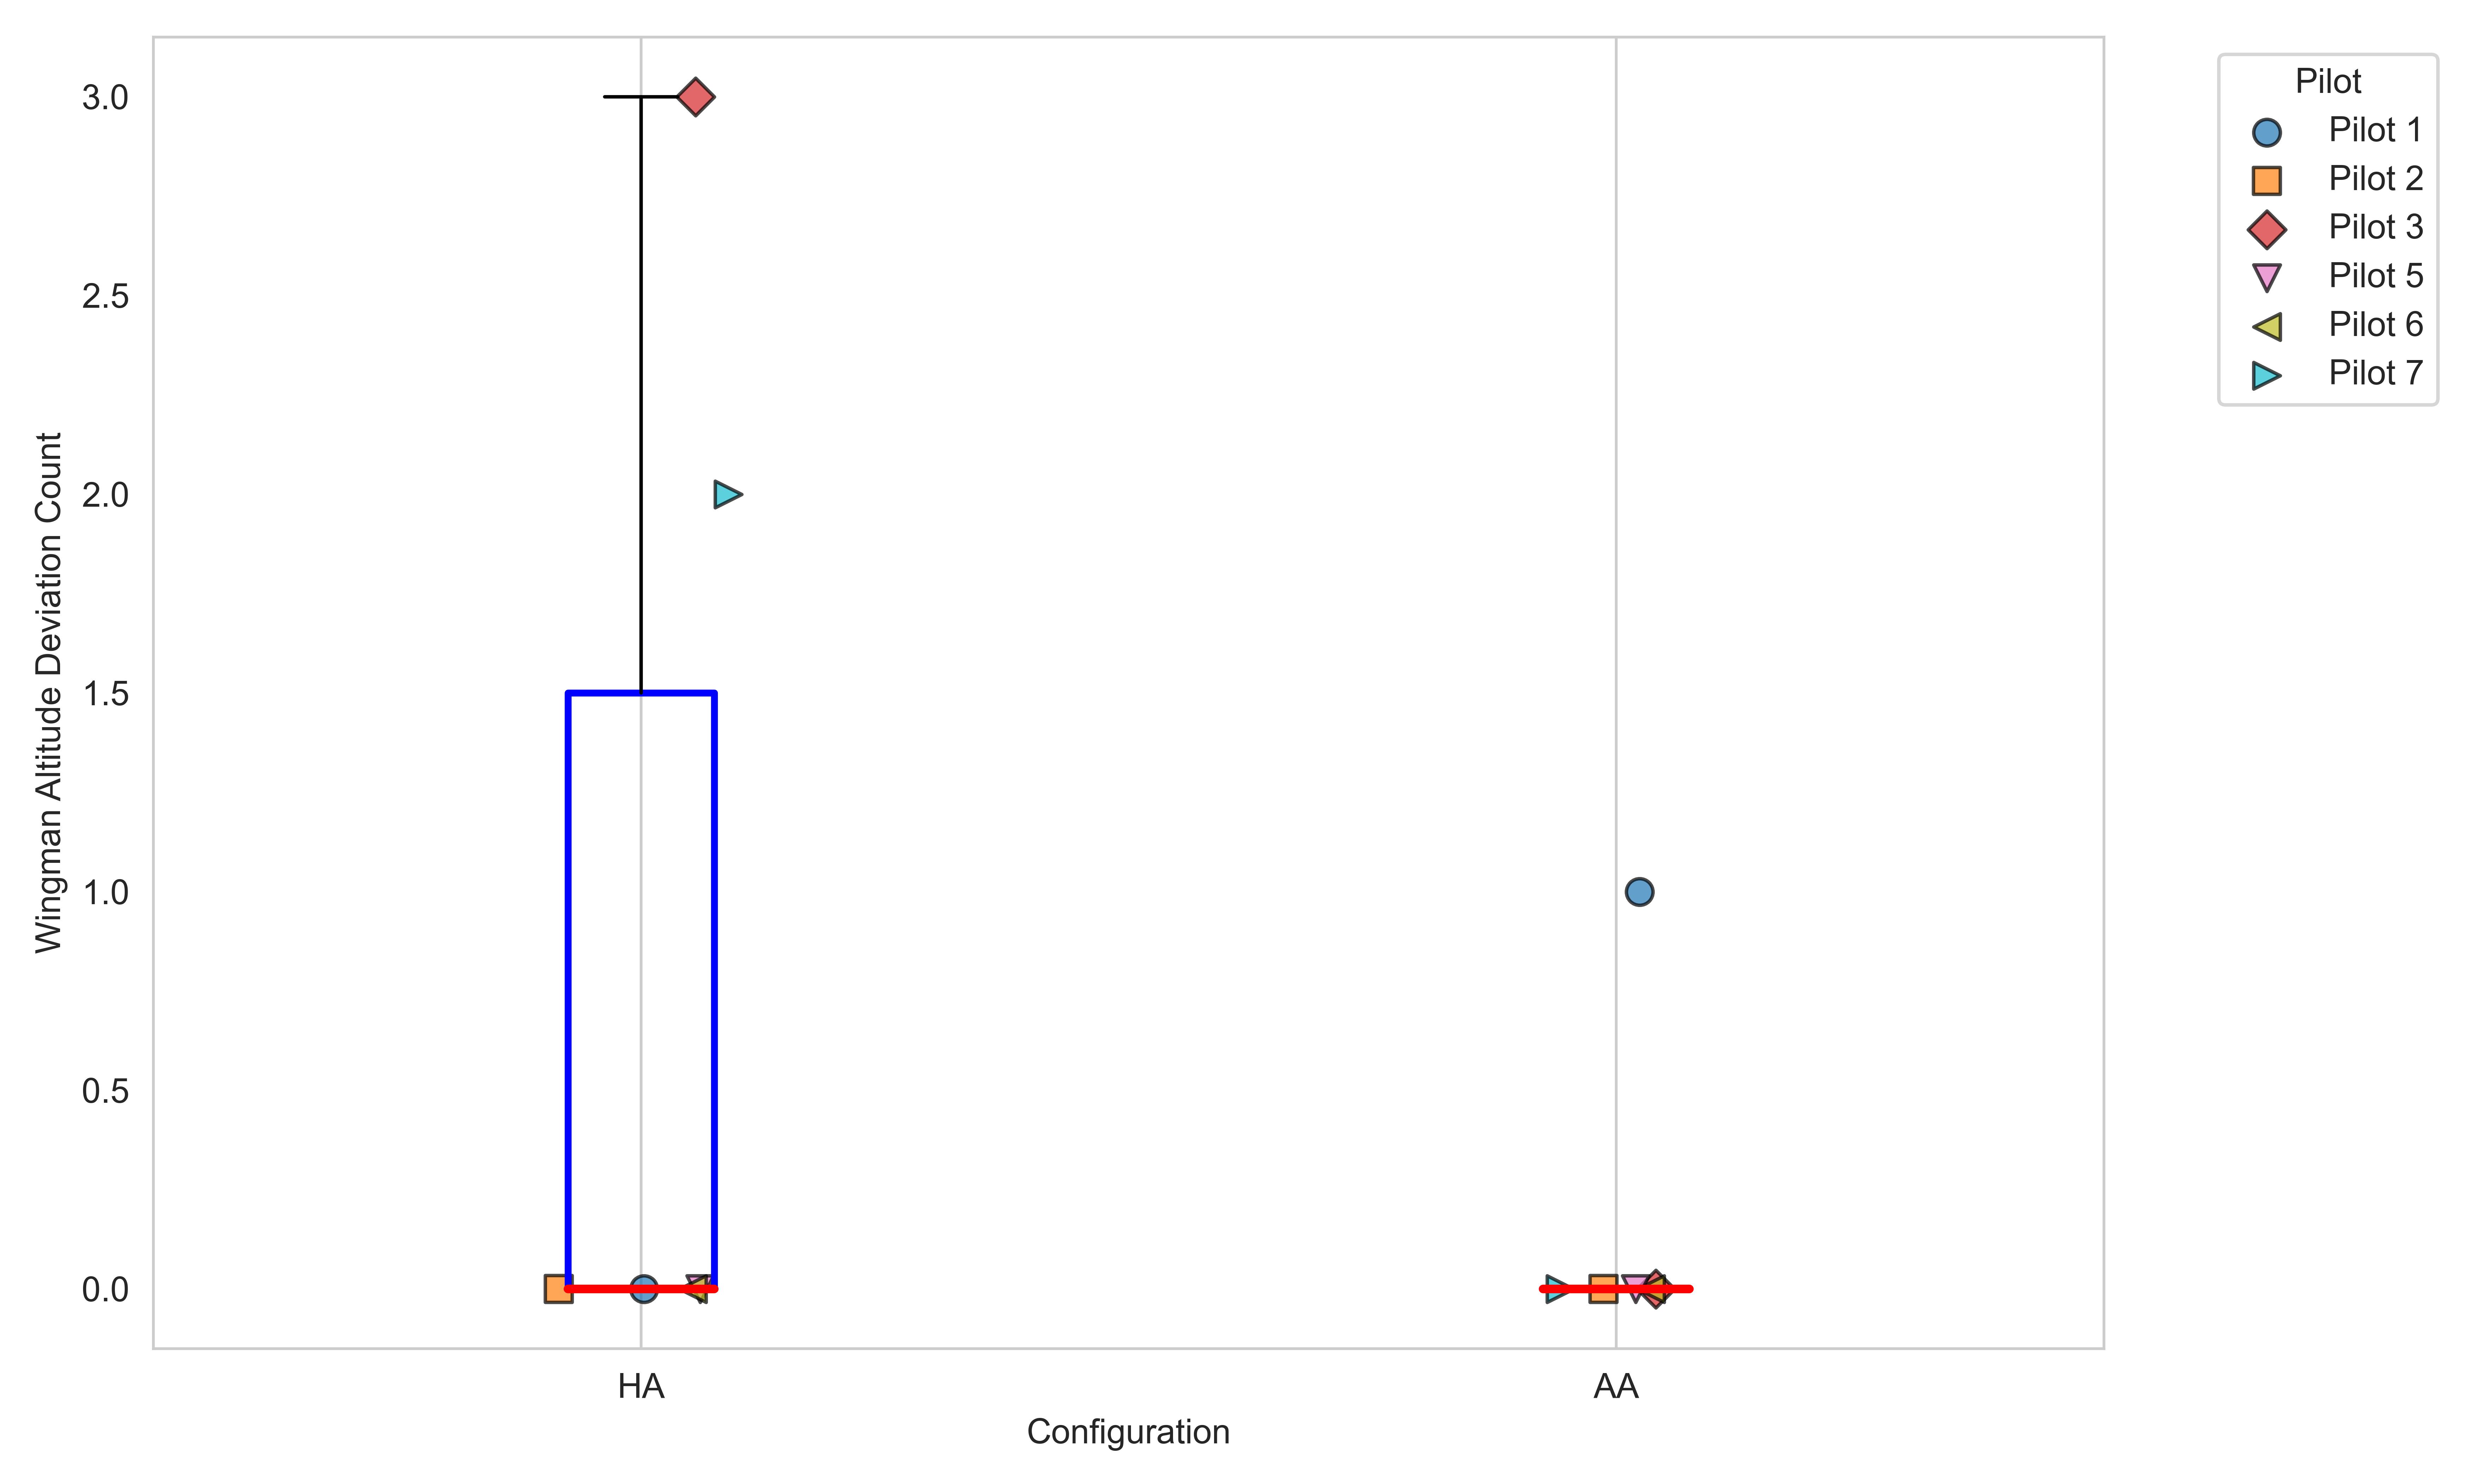 3.0
2.5
2.0
1.5
1.0
0.5
0.0
Wingman Altitude Deviation Count
HA
AA
Configuration
Pilot
Pilot 1
Pilot 2
Pilot 3
Pilot 5
Pilot 6
Pilot 7